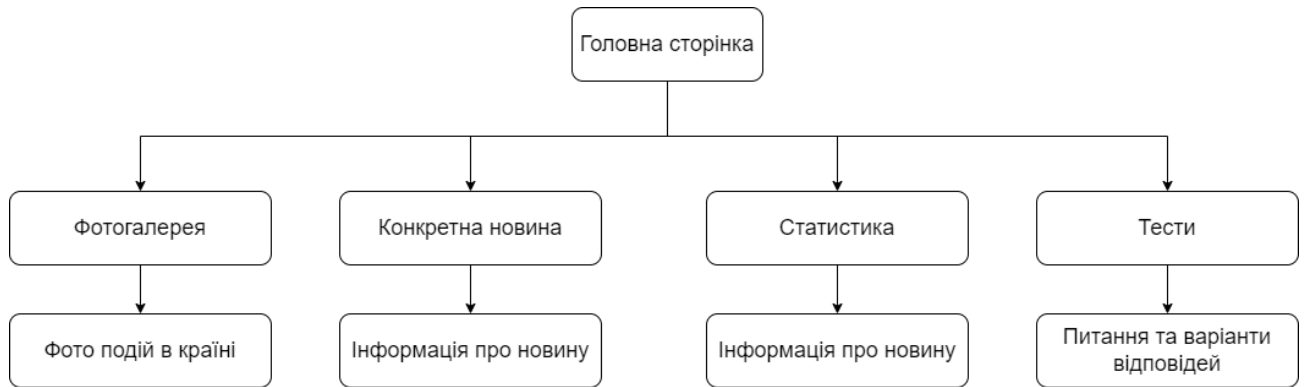 Головна сторінка
Фотогалерея
Конкретна новина
Статистика
Тести
Фото подій в країні
Інформація про новину
Інформація про новину
Питання та варіанти
відповідей